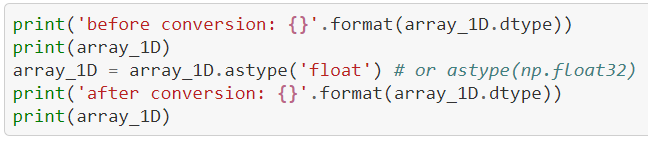 print('before conversion: {}'.format(array_1D.dtype))
print(array_1D)
array_1D = array_1D.astype('float') # or astype(np.float32)
print('after conversion: {}'.format(array_1D.dtype))
print(array_1D)